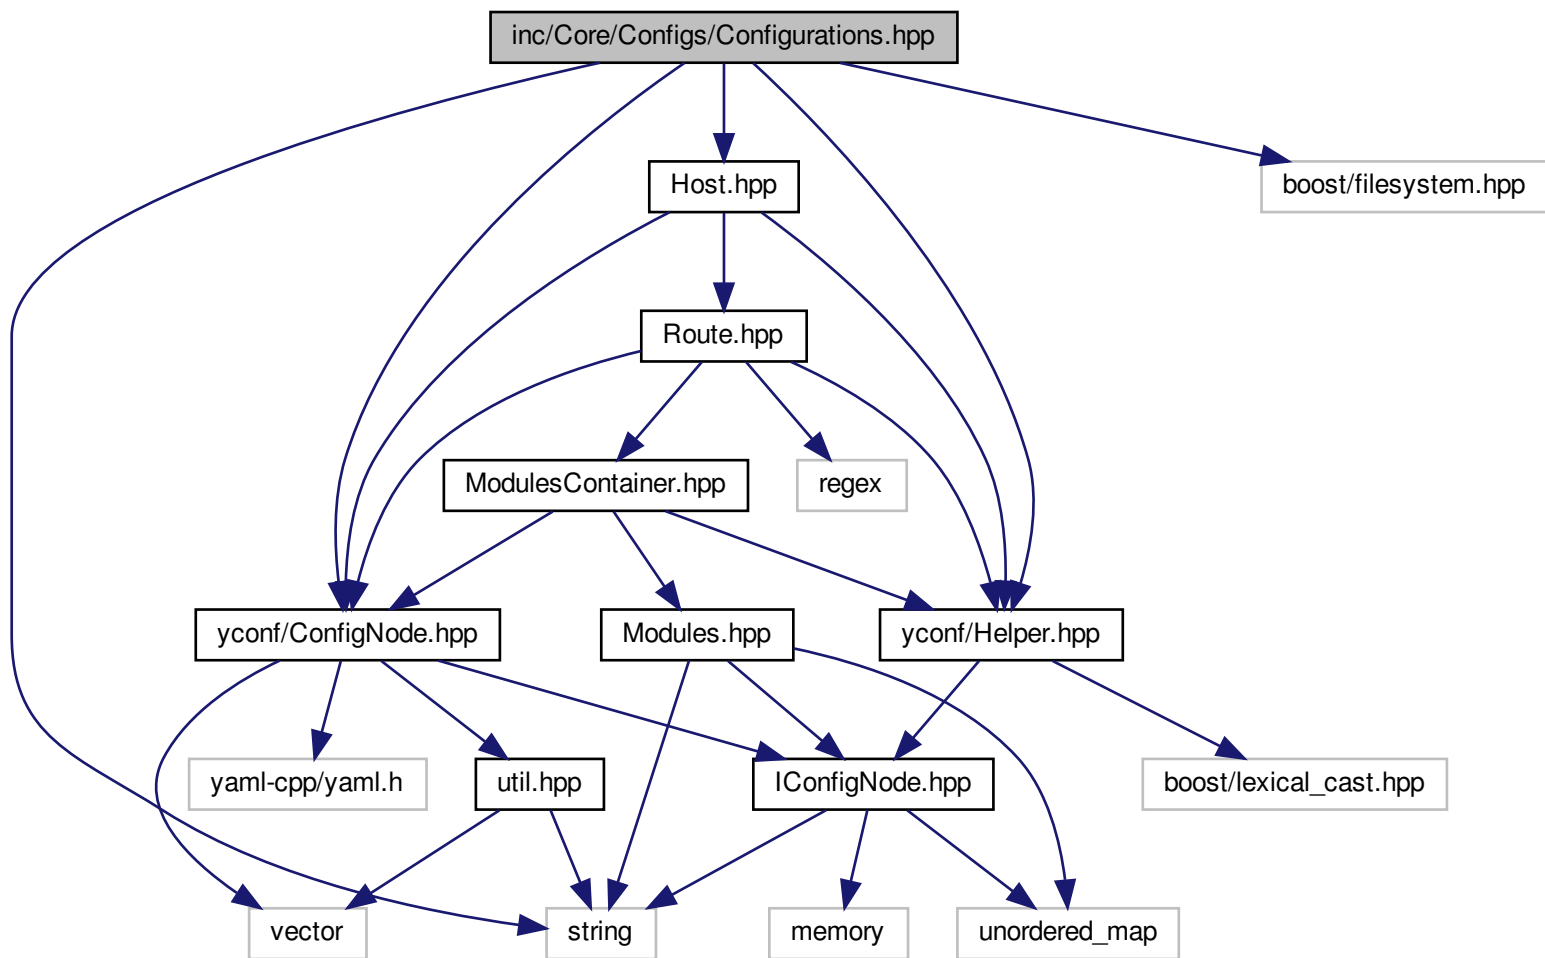 inc/Core/Configs/Configurations.hpp
Host.hpp
boost/filesystem.hpp
Route.hpp
ModulesContainer.hpp
regex
yconf/ConfigNode.hpp
Modules.hpp
yconf/Helper.hpp
yaml-cpp/yaml.h
util.hpp
IConfigNode.hpp
boost/lexical_cast.hpp
vector
string
memory
unordered_map